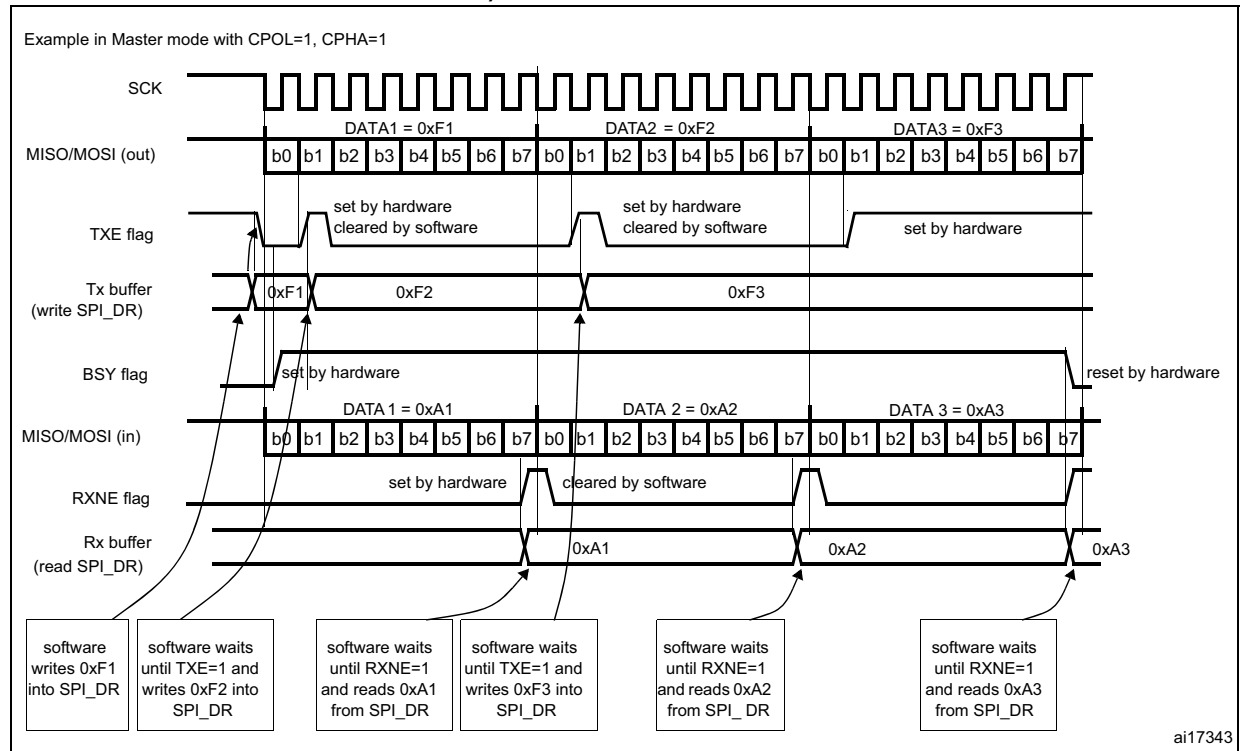 Example in Master mode with CPOL=1, CPHA=1
SCK
DATA1 = 0xF1
DATA2 = 0xF2
DATA3 = 0xF3
MISO/MOSI (out)
b0 b1 b2 b3 b4 b5 b6 b7 b0 b1 b2 b3 b4 b5 b6 b7 b0 b1 b2 b3 b4 b5 b6 b7
TXE flag
set by hardware
cleared by software
set by hardware
cleared by software
set by hardware
Tx buffer
(write SPI_DR)
0xF1
0xF2
0xF3
BSY flag
set by hardware
reset by hardware
DATA 1 = 0xA1
DATA 2 = 0xA2
DATA 3 = 0xA3
MISO/MOSI (in)
b0 b1 b2 b3 b4 b5 b6 b7 b0 b1 b2 b3 b4 b5 b6 b7 b0 b1 b2 b3 b4 b5 b6 b7
RXNE flag
set by hardware
cleared by software
Rx buffer
(read SPI_DR)
0xA1
0xA2
0xA3
software
writes 0xF1
into SPI_DR
software waits
until TXE=1 and
writes 0xF2 into
SPI_DR
software waits
until RXNE=1
and reads 0xA1
from SPI_DR
software waits
until TXE=1 and
writes 0xF3 into
SPI_DR
software waits
until RXNE=1
and reads 0xA2
from SPI_ DR
software waits
until RXNE=1
and reads 0xA3
from SPI_DR
ai17343